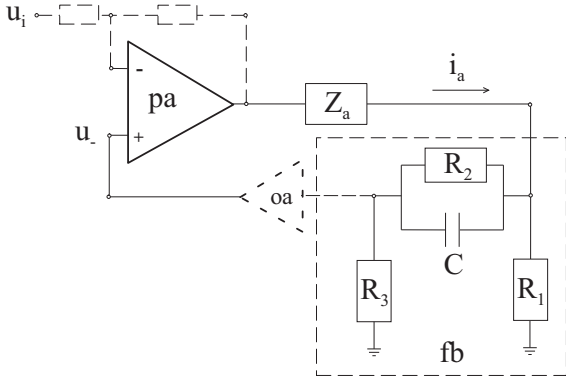 u_i
-
pa
i_a
Z_a
u_-
+
R_2
oa
C
R_3
R_1
fb